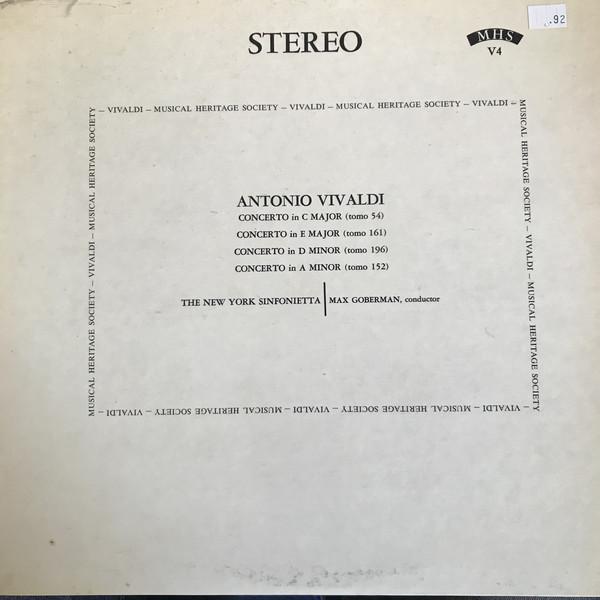 .92
STEREO
MHS
V4
– VIVALDI – MUSICAL HERITAGE SOCIETY – VIVALDI – MUSICAL HERITAGE SOCIETY – VIVALDI –
MUSICAL HERITAGE SOCIETY – VIVALDI – MUSICAL HERITAGE SOCIETY
– VIVALDI – MUSICAL HERITAGE SOCIETY – VIVALDI – MUSICAL HERITAGE SOCIETY – VIVALDI –
MUSICAL HERITAGE SOCIETY – VIVALDI – MUSICAL HERITAGE SOCIETY
ANTONIO VIVALDI
CONCERTO in C MAJOR (tomo 54)
CONCERTO in E MAJOR (tomo 161)
CONCERTO in D MINOR (tomo 196)
CONCERTO in A MINOR (tomo 152)
THE NEW YORK SINFONIETTA | MAX GOBERMAN, conductor